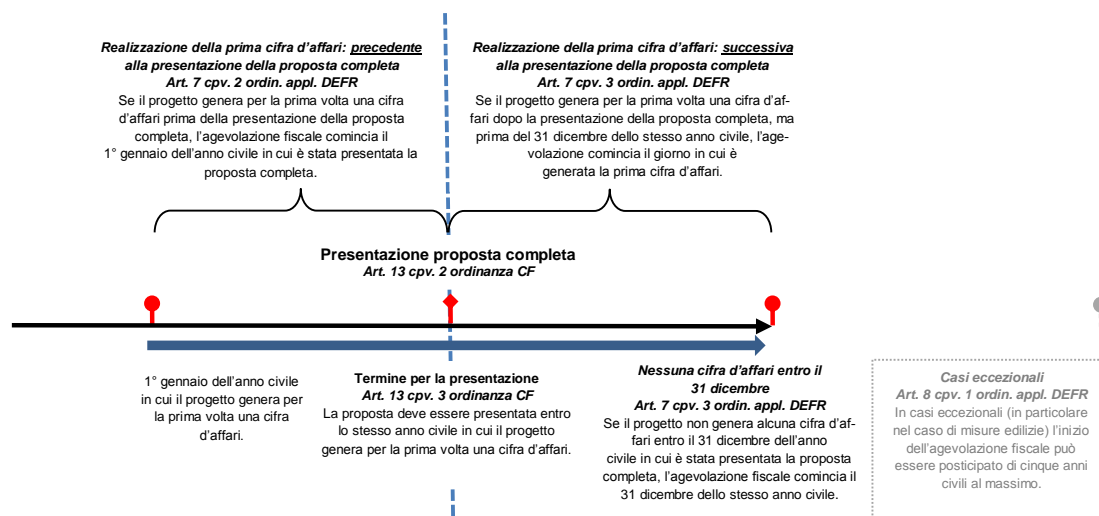 Realizzazione della prima cifra d'affari: precedente
alla presentazione della proposta completa
Art. 7 cpv. 2 ordin. appl. DEFR
Se il progetto genera per la prima volta una cifra
d'affari prima della presentazione della proposta
completa, l'agevolazione fiscale comincia il
1° gennaio dell'anno civile in cui è stata presentata la
proposta completa.
Realizzazione della prima cifra d'affari: successiva
alla presentazione della proposta completa
Art. 7 cpv. 3 ordin. appl. DEFR
Se il progetto genera per la prima volta una cifra d'af-
fari dopo la presentazione della proposta completa, ma
prima del 31 dicembre dello stesso anno civile, l'age-
volazione comincia il giorno in cui è
generata la prima cifra d'affari.
Presentazione proposta completa
Art. 13 cpv. 2 ordinanza CF
1° gennaio dell'anno civile
in cui il progetto genera per
la prima volta una cifra
d'affari.
Termine per la presentazione
Art. 13 cpv. 3 ordinanza CF
La proposta deve essere presentata entro
lo stesso anno civile in cui il progetto
genera per la prima volta una cifra d'affari.
Nessuna cifra d'affari entro il
31 dicembre
Art. 7 cpv. 3 ordin. appl. DEFR
Se il progetto non genera alcuna cifra d'af-
fari entro il 31 dicembre dell'anno
civile in cui è stata presentata la proposta
completa, l'agevolazione fiscale comincia il
31 dicembre dello stesso anno civile.
Casi eccezionali
Art. 8 cpv. 1 ordin. appl. DEFR
In casi eccezionali (in particolare
nel caso di misure edilizie) l'inizio
dell'agevolazione fiscale può
essere posticipato di cinque anni
civili al massimo.